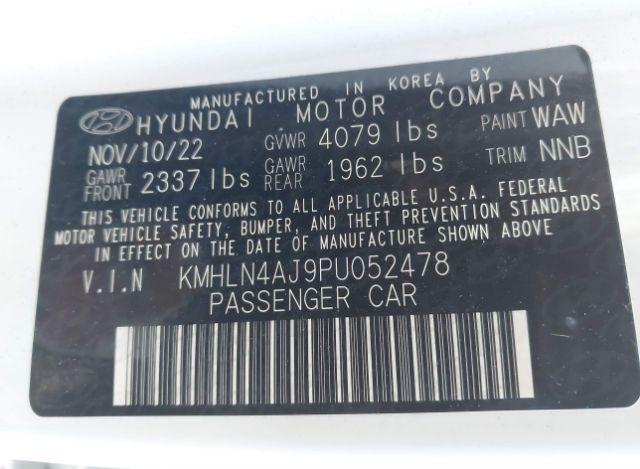 MANUFACTURED IN KOREA BY
HYUNDAI MOTOR COMPANY
NOV/10/22 GVWR 4079 lbs PAINT WAW
GAWR FRONT 2337 lbs GAWR REAR 1962 lbs TRIM NNB
THIS VEHICLE CONFORMS TO ALL APPLICABLE U.S.A. FEDERAL
MOTOR VEHICLE SAFETY, BUMPER, AND THEFT PREVENTION STANDARDS
IN EFFECT ON THE DATE OF MANUFACTURE SHOWN ABOVE.
V.I.N KMHLN4AJ9PU052478
PASSENGER CAR